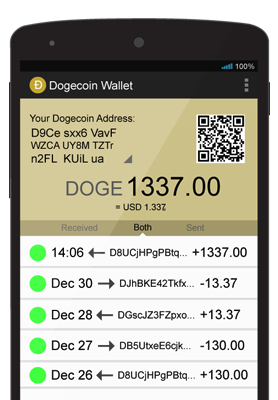 100%
Dogecoin Wallet
Your Dogecoin Address:
D9Ce sxx6 VavF
WZCA UY8M TZTr
n2FL KUiL ua
DOGE 1337.00
= USD 1.337
Received Both Sent
14:06 D8UCjHPgPBtq... +1337.00
Dec 30 DJhBKE42Tkfx... -13.37
Dec 28 DGscJZ3FZpxo... +13.37
Dec 27 DB5UtxeE6cjk... -130.00
Dec 26 D8UCjHPgPBtq... +130.00